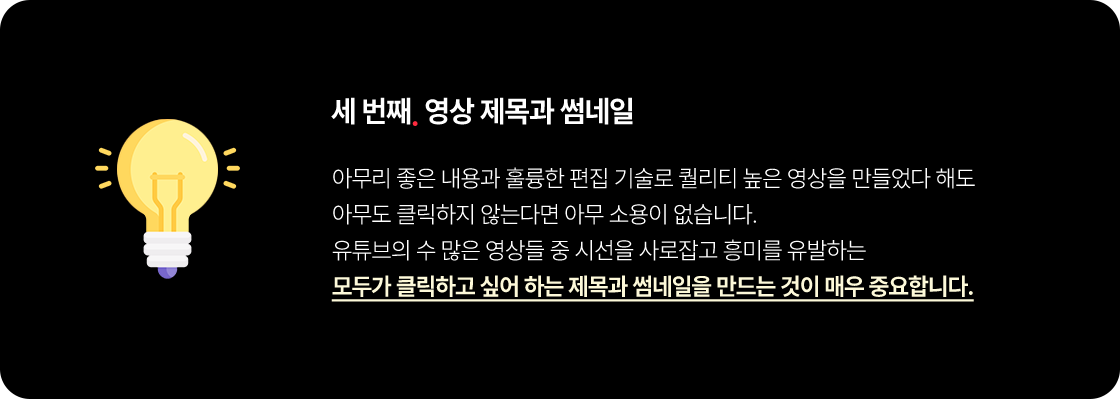 세 번째. 영상 제목과 썸네일
아무리 좋은 내용과 훌륭한 편집 기술로 퀄리티 높은 영상을 만들었다 해도
아무도 클릭하지 않는다면 아무 소용이 없습니다.
유튜브의 수 많은 영상들 중 시선을 사로잡고 흥미를 유발하는
모두가 클릭하고 싶어 하는 제목과 썸네일을 만드는 것이 매우 중요합니다.